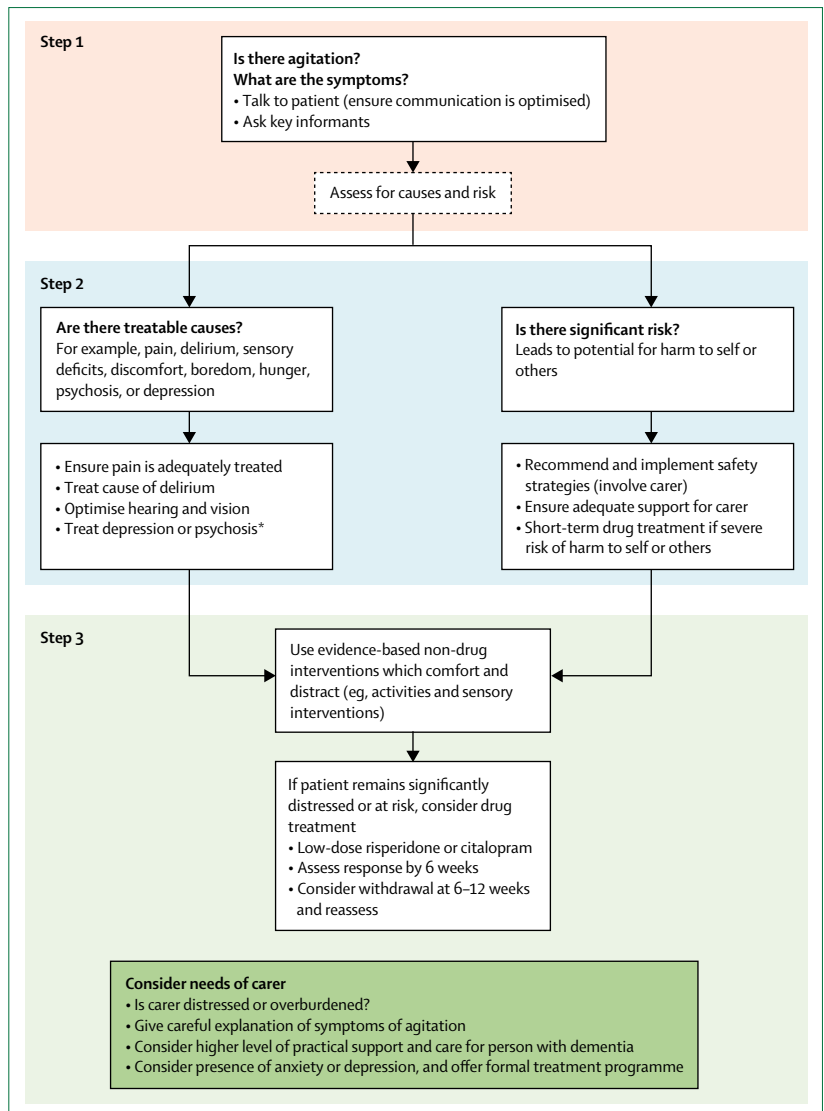 Step 1
Is there agitation?
What are the symptoms?
• Talk to patient (ensure communication is optimised)
• Ask key informants
Assess for causes and risk
Step 2
Are there treatable causes?
For example, pain, delirium, sensory
deficits, discomfort, boredom, hunger,
psychosis, or depression
Is there significant risk?
Leads to potential for harm to self or
others
• Ensure pain is adequately treated
• Treat cause of delirium
• Optimise hearing and vision
• Treat depression or psychosis*
• Recommend and implement safety
strategies (involve carer)
• Ensure adequate support for carer
• Short-term drug treatment if severe
risk of harm to self or others
Step 3
Use evidence-based non-drug
interventions which comfort and
distract (eg, activities and sensory
interventions)
If patient remains significantly
distressed or at risk, consider drug
treatment
• Low-dose risperidone or citalopram
• Assess response by 6 weeks
• Consider withdrawal at 6–12 weeks
and reassess
Consider needs of carer
• Is carer distressed or overburdened?
• Give careful explanation of symptoms of agitation
• Consider higher level of practical support and care for person with dementia
• Consider presence of anxiety or depression, and offer formal treatment programme